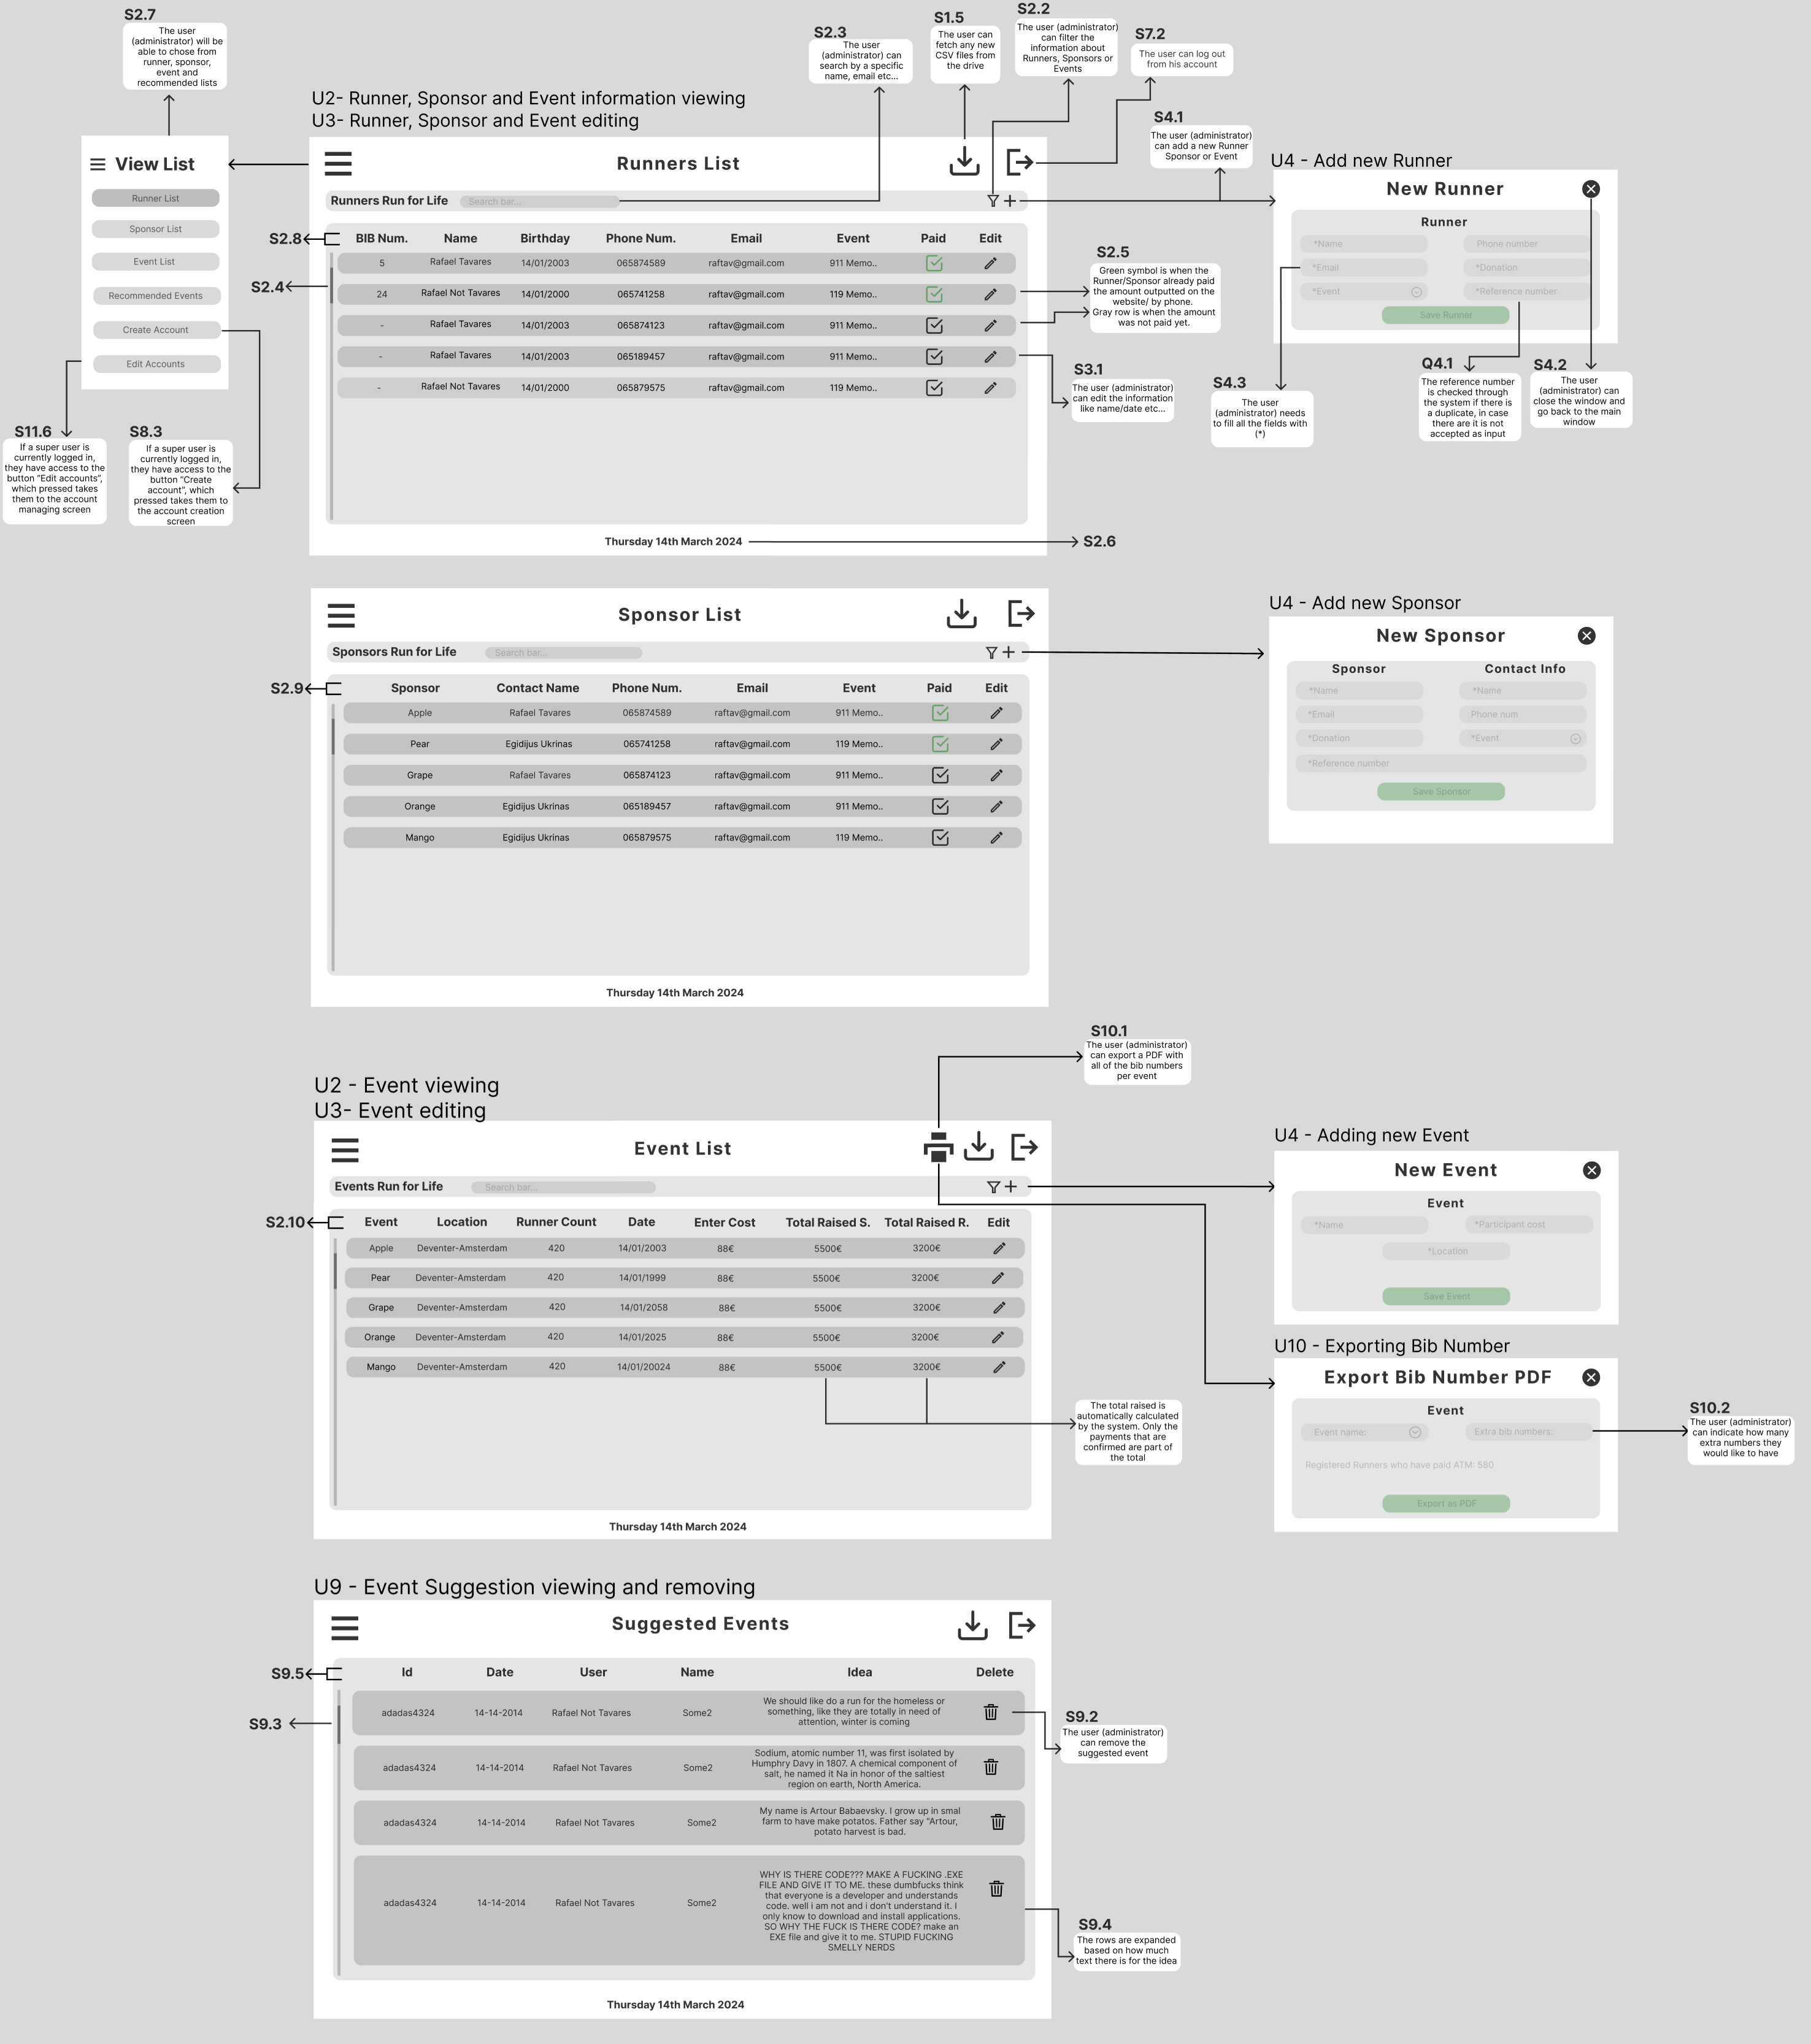 S2.7
The user
(administrator) will be
able to chose from
runner, sponsor,
event and
recommended lists
S2.3
The user
(administrator) can
search by a specific
name, email etc...
S1.5
The user can
fetch any new
CSV files from
the drive
S2.2
The user (administrator)
can filter the
information about
Runners, Sponsors or
Events
S7.2
The user can log out
from his account
S4.1
The user (administrator)
can add a new Runner
Sponsor or Event
U2- Runner, Sponsor and Event information viewing
U3- Runner, Sponsor and Event editing
View List
Runner List
Sponsor List
Event List
Recommended Events
Create Account
Edit Accounts
S11.6
If a super user is
currently logged in,
they have access to the
button “Edit accounts”,
which pressed takes
them to the account
managing screen
S8.3
If a super user is
currently logged in,
they have access to the
button “Create
account”, which
pressed takes them to
the account creation
screen
Runners List
Runners Run for Life Search bar...
S2.8
S2.4
BIB Num. Name Birthday Phone Num. Email Event Paid Edit
5 Rafael Tavares 14/01/2003 065874589 raftav@gmail.com 911 Memo..
24 Rafael Not Tavares 14/01/2000 065741258 raftav@gmail.com 119 Memo..
- Rafael Tavares 14/01/2003 065874123 raftav@gmail.com 911 Memo..
- Rafael Tavares 14/01/2003 065189457 raftav@gmail.com 911 Memo..
- Rafael Not Tavares 14/01/2000 065879575 raftav@gmail.com 119 Memo..
Thursday 14th March 2024
S2.6
S2.5
Green symbol is when the
Runner/Sponsor already paid
the amount outputted on the
website/ by phone.
Gray row is when the amount
was not paid yet.
S3.1
The user (administrator)
can edit the information
like name/date etc...
U4 - Add new Runner
New Runner
Runner
*Name Phone number
*Email *Donation
*Event *Reference number
Save Runner
S4.3
The user
(administrator) needs
to fill all the fields with
(*)
Q4.1
The reference number
is checked through
the system if there is
a duplicate, in case
there are it is not
accepted as input
S4.2
The user
(administrator) can
close the window and
go back to the main
window
Sponsor List
Sponsors Run for Life Search bar...
S2.9
Sponsor Contact Name Phone Num. Email Event Paid Edit
Apple Rafael Tavares 065874589 raftav@gmail.com 911 Memo..
Pear Egidijus Ukrinas 065741258 raftav@gmail.com 119 Memo..
Grape Rafael Tavares 065874123 raftav@gmail.com 911 Memo..
Orange Egidijus Ukrinas 065189457 raftav@gmail.com 911 Memo..
Mango Egidijus Ukrinas 065879575 raftav@gmail.com 119 Memo..
Thursday 14th March 2024
U4 - Add new Sponsor
New Sponsor
Sponsor Contact Info
*Name *Name
*Email Phone num
*Donation *Event
*Reference number
Save Sponsor
S10.1
The user (administrator)
can export a PDF with
all of the bib numbers
per event
U2 - Event viewing
U3- Event editing
Event List
Events Run for Life Search bar...
S2.10
Event Location Runner Count Date Enter Cost Total Raised S. Total Raised R. Edit
Apple Deventer-Amsterdam 420 14/01/2003 88€ 5500€ 3200€
Pear Deventer-Amsterdam 420 14/01/1999 88€ 5500€ 3200€
Grape Deventer-Amsterdam 420 14/01/2058 88€ 5500€ 3200€
Orange Deventer-Amsterdam 420 14/01/2025 88€ 5500€ 3200€
Mango Deventer-Amsterdam 420 14/01/20024 88€ 5500€ 3200€
The total raised is
automatically calculated
by the system. Only the
payments that are
confirmed are part of
the total
Thursday 14th March 2024
U4 - Adding new Event
New Event
Event
*Name *Participant cost
*Location
Save Event
U10 - Exporting Bib Number
Export Bib Number PDF
Event
Event name: Extra bib numbers:
Registered Runners who have paid ATM: 580
Export as PDF
S10.2
The user (administrator)
can indicate how many
extra numbers they
would like to have
U9 - Event Suggestion viewing and removing
Suggested Events
S9.5
S9.3
Id Date User Name Idea Delete
adadas4324 14-14-2014 Rafael Not Tavares Some2
We should like do a run for the homeless or
something, like they are totally in need of
attention, winter is coming
adadas4324 14-14-2014 Rafael Not Tavares Some2
Sodium, atomic number 11, was first isolated by
Humphry Davy in 1807. A chemical component of
salt, he named it Na in honor of the saltiest
region on earth, North America.
adadas4324 14-14-2014 Rafael Not Tavares Some2
My name is Artour Babaevsky. I grow up in smal
farm to have make potatos. Father say “Artour,
potato harvest is bad.
adadas4324 14-14-2014 Rafael Not Tavares Some2
WHY IS THERE CODE??? MAKE A FUCKING .EXE
FILE AND GIVE IT TO ME. these dumbfucks think
that everyone is a developer and understands
code. well i am not and i don't understand it. I
only know to download and install applications.
SO WHY THE FUCK IS THERE CODE? make an
EXE file and give it to me. STUPID FUCKING
SMELLY NERDS
S9.2
The user (administrator)
can remove the
suggested event
S9.4
The rows are expanded
based on how much
text there is for the idea
Thursday 14th March 2024